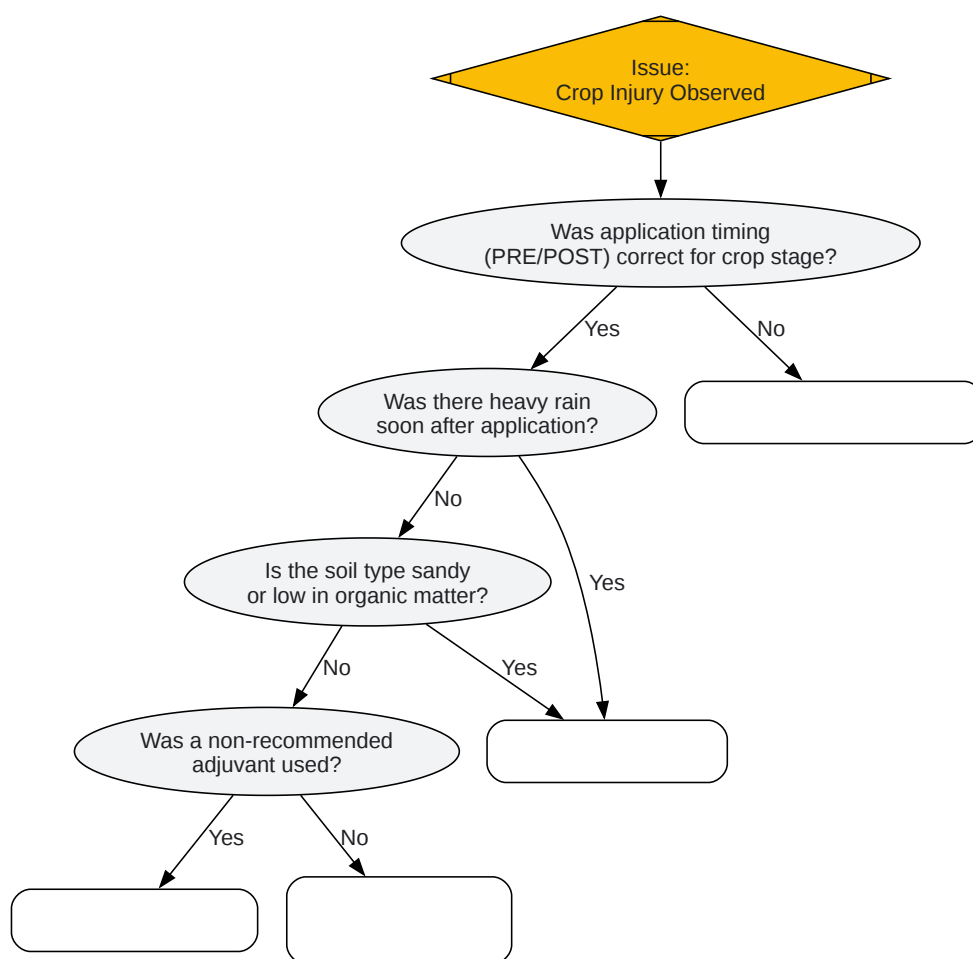 Issue:
Crop Injury Observed
Was application timing
(PRE/POST) correct for crop stage?
Yes
No
Was there heavy rain
soon after application?
No
Yes
Is the soil type sandy
or low in organic matter?
No
Yes
Was a non-recommended
adjuvant used?
Yes
No